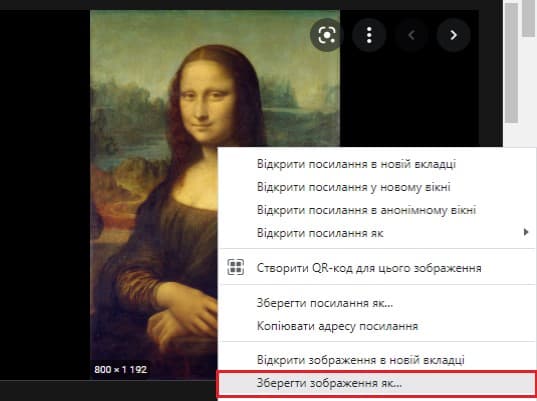 Відкрити посилання в новій вкладці
Відкрити посилання у новому вікні
Відкрити посилання в анонімному вікні
Відкрити посилання як
Створити QR-код для цього зображення
Зберегти посилання як...
Копіювати адресу посилання
800 × 1 192
Відкрити зображення в новій вкладці
Зберегти зображення як...